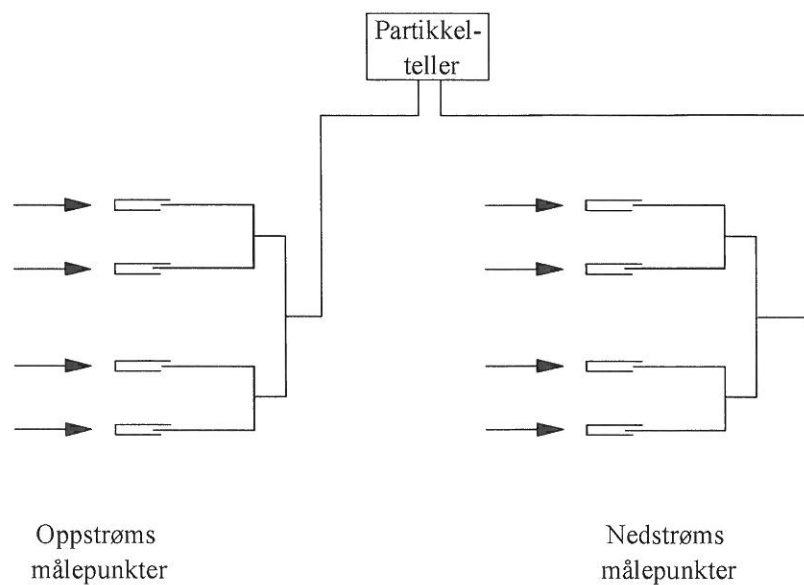 Partikkel-
teller
Oppstrøms
målepunkter
Nedstrøms
målepunkter